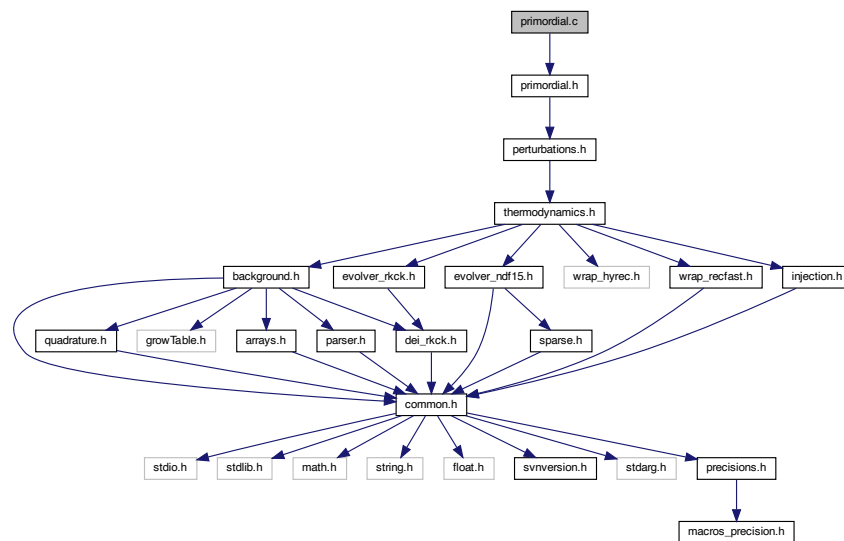 primordial.c
primordial.h
perturbations.h
thermodynamics.h
background.h
evolver_rkck.h
evolver_ndf15.h
wrap_hyrec.h
wrap_recfast.h
injection.h
quadrature.h
growTable.h
arrays.h
parser.h
dei_rkck.h
sparse.h
common.h
stdio.h
stdlib.h
math.h
string.h
float.h
svnversion.h
stdarg.h
precisions.h
macros_precision.h